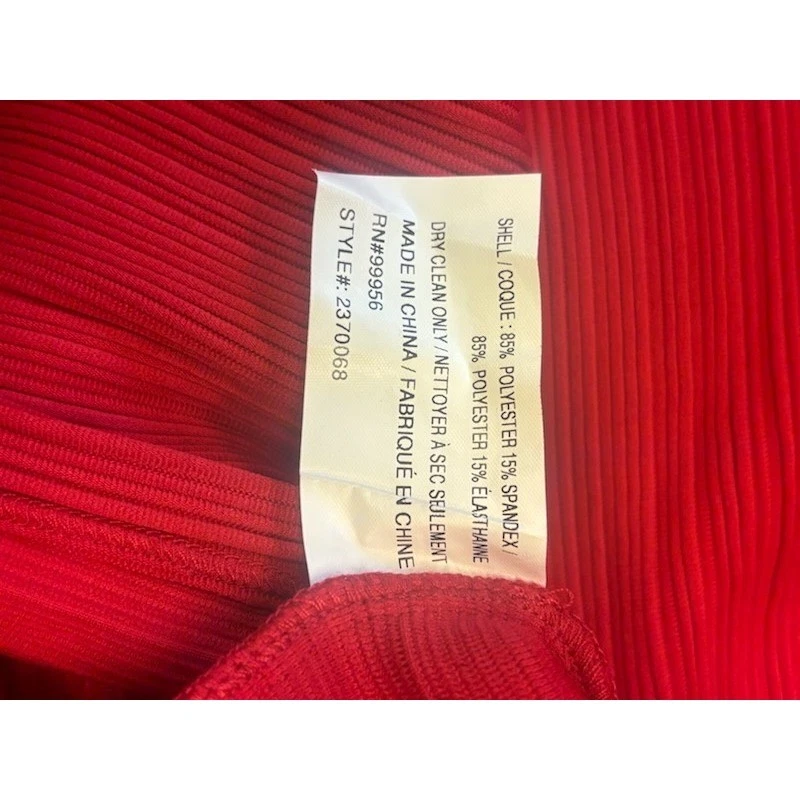 SHELL / COQUE : 85% POLYESTER 15% SPANDEX /
85% POLYESTER 15% ÉLASTHANNE
DRY CLEAN ONLY / NETTOYER À SEC SEULEMENT
MADE IN CHINA / FABRIQUÉ EN CHINE
RN#99956
STYLE#: 2370068